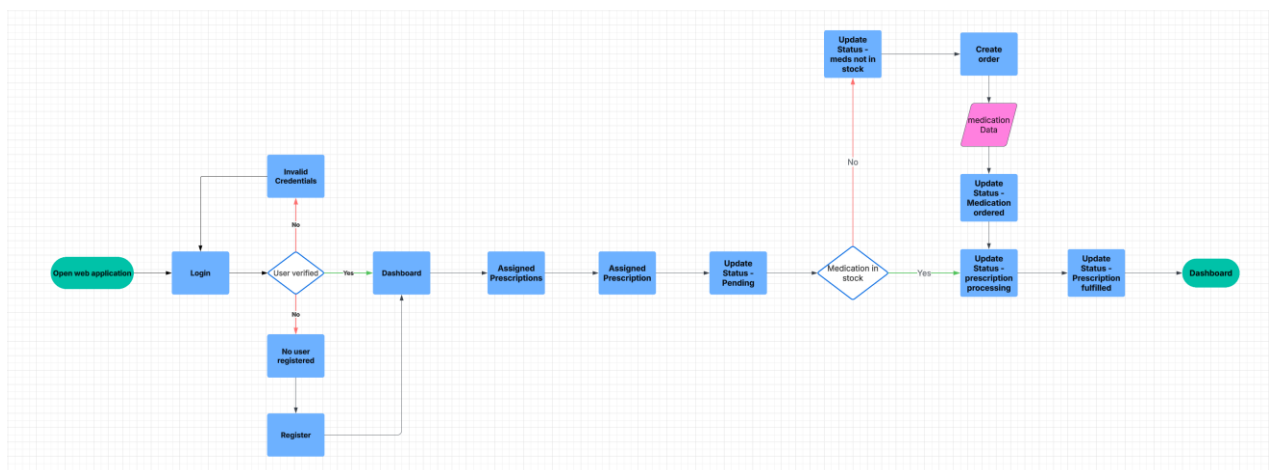 Update
Status -
meds not in
stock
Create
order
medication
Data
No
Invalid
Credentials
Update
Status -
Medication
ordered
No
Open web application
Login
User verified
Yes
Dashboard
Assigned
Prescriptions
Assigned
Prescription
Update
Status -
Pending
Medication in
stock
Yes
Update
Status -
prescription
processing
Update
Status -
Prescription
fulfilled
Dashboard
No
No user
registered
Register